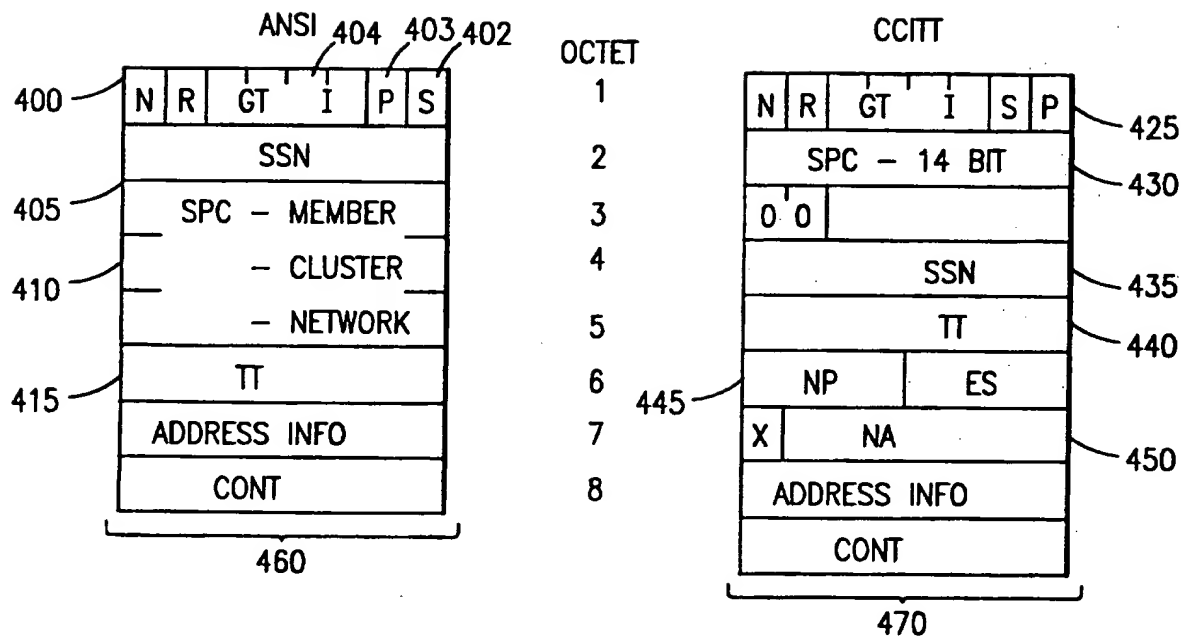 ANSI 404 403 402
OCTET
CCITT
400 N R GT I P S
1
N R GT I S P 425
SSN
2
SPC - 14 BIT 430
405
SPC - MEMBER
3
0 0
410
- CLUSTER
4
SSN 435
- NETWORK
5
TT 440
415 TT
6
445 NP ES
ADDRESS INFO
7
X NA 450
CONT
8
ADDRESS INFO
CONT
460
470